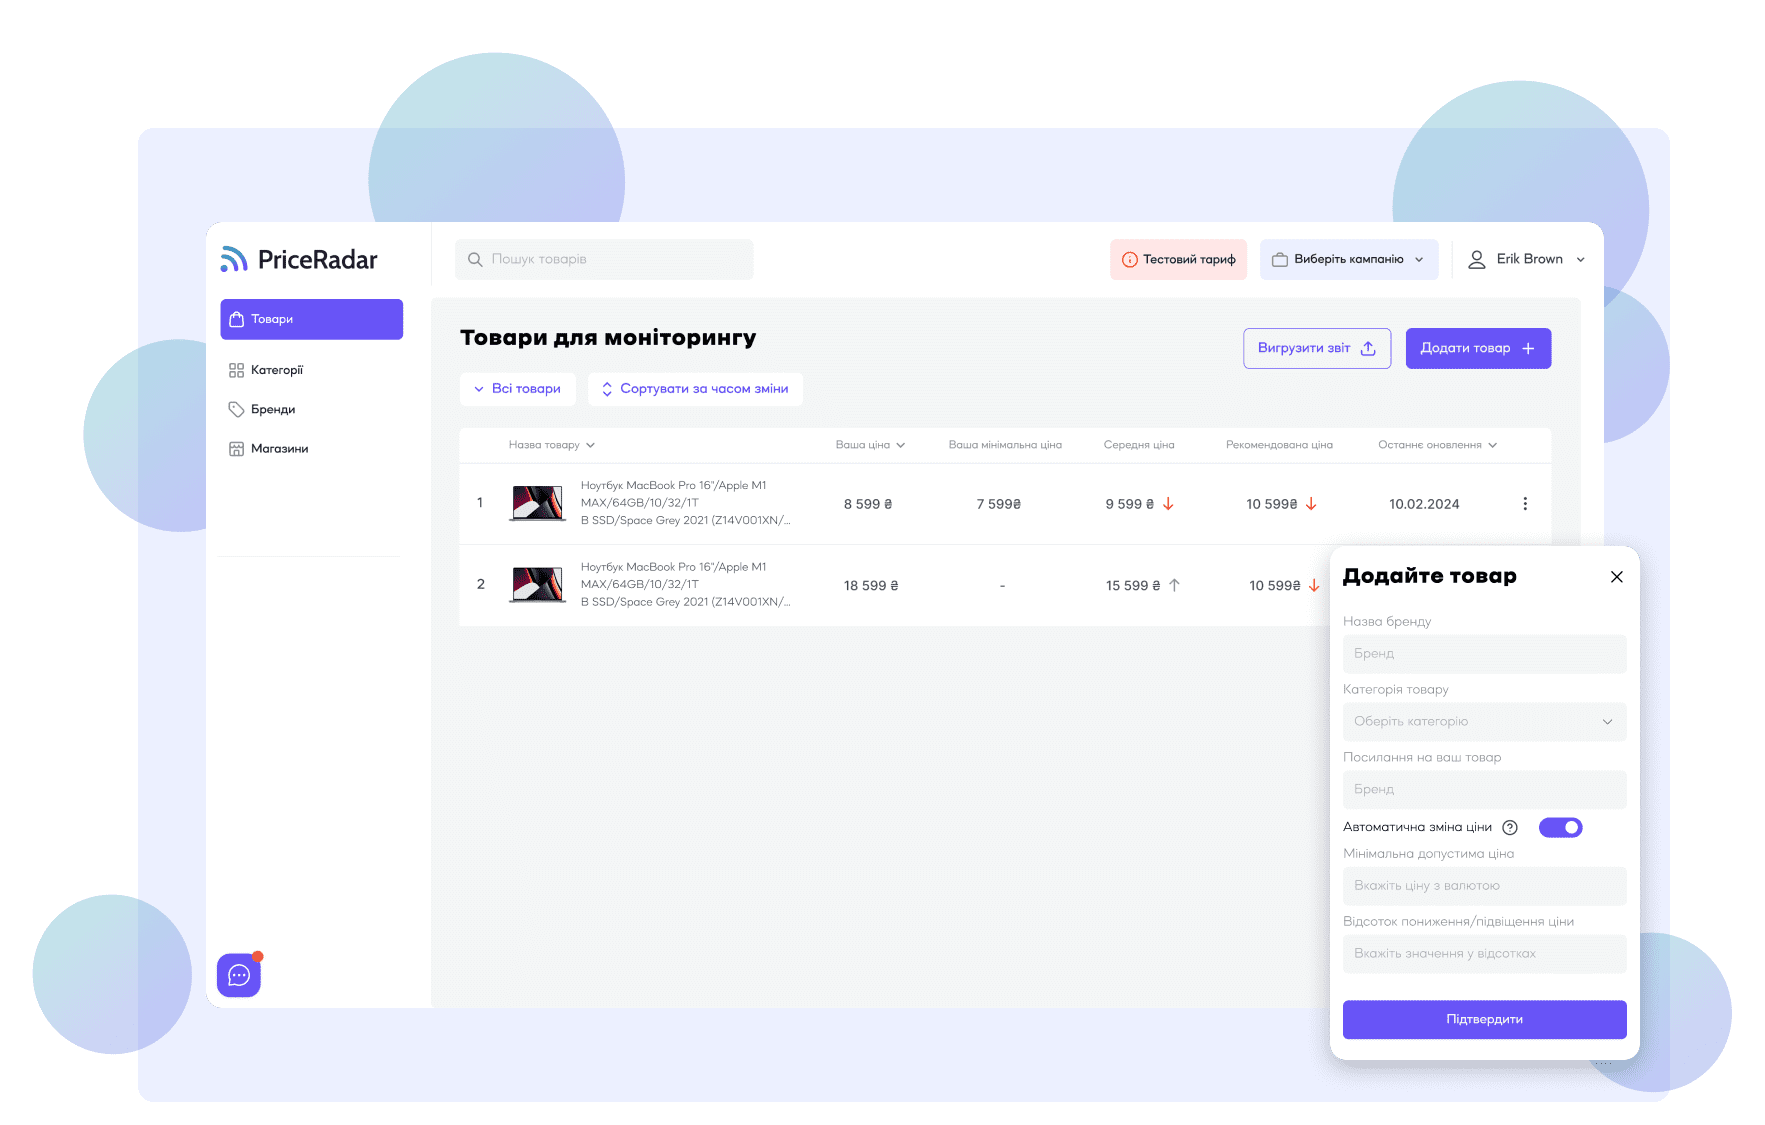 PriceRadar
Пошук товарів
Тестовий тариф
Виберіть кампанію
Erik Brown
Товари
Категорії
Бренди
Магазини
Товари для моніторингу
Вигрузити звіт
Додати товар
Всі товари
Сортувати за часом зміни
Назва товару
Ваша ціна
Ваша мінімальна ціна
Середня ціна
Рекомендована ціна
Останнє оновлення
1
Ноутбук MacBook Pro 16"/Apple M1
MAX/64GB/10/32/1T
B SSD/Space Grey 2021 (Z14V001XN/...
8 599 ₴
7 599₴
9 599 ₴
10 599₴
10.02.2024
2
Ноутбук MacBook Pro 16"/Apple M1
MAX/64GB/10/32/1T
B SSD/Space Grey 2021 (Z14V001XN/...
18 599 ₴
-
15 599 ₴
10 599₴
Додайте товар
Назва бренду
Бренд
Категорія товару
Оберіть категорію
Посилання на ваш товар
Бренд
Автоматична зміна ціни
Мінімальна допустима ціна
Вкажіть ціну з валютою
Відсоток пониження/підвіщення ціни
Вкажіть значення у відсотках
Підтвердити